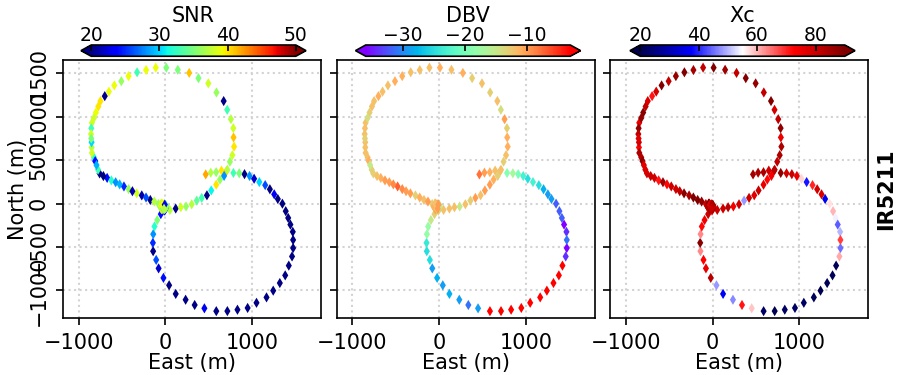 SNR DBV Xc
20 30 40 50 −30 −20 −10 20 40 60 80
1500
1000
500
0
−500
−1000
North (m)
IR5211
−1000 0 1000 −1000 0 1000 −1000 0 1000
East (m) East (m) East (m)